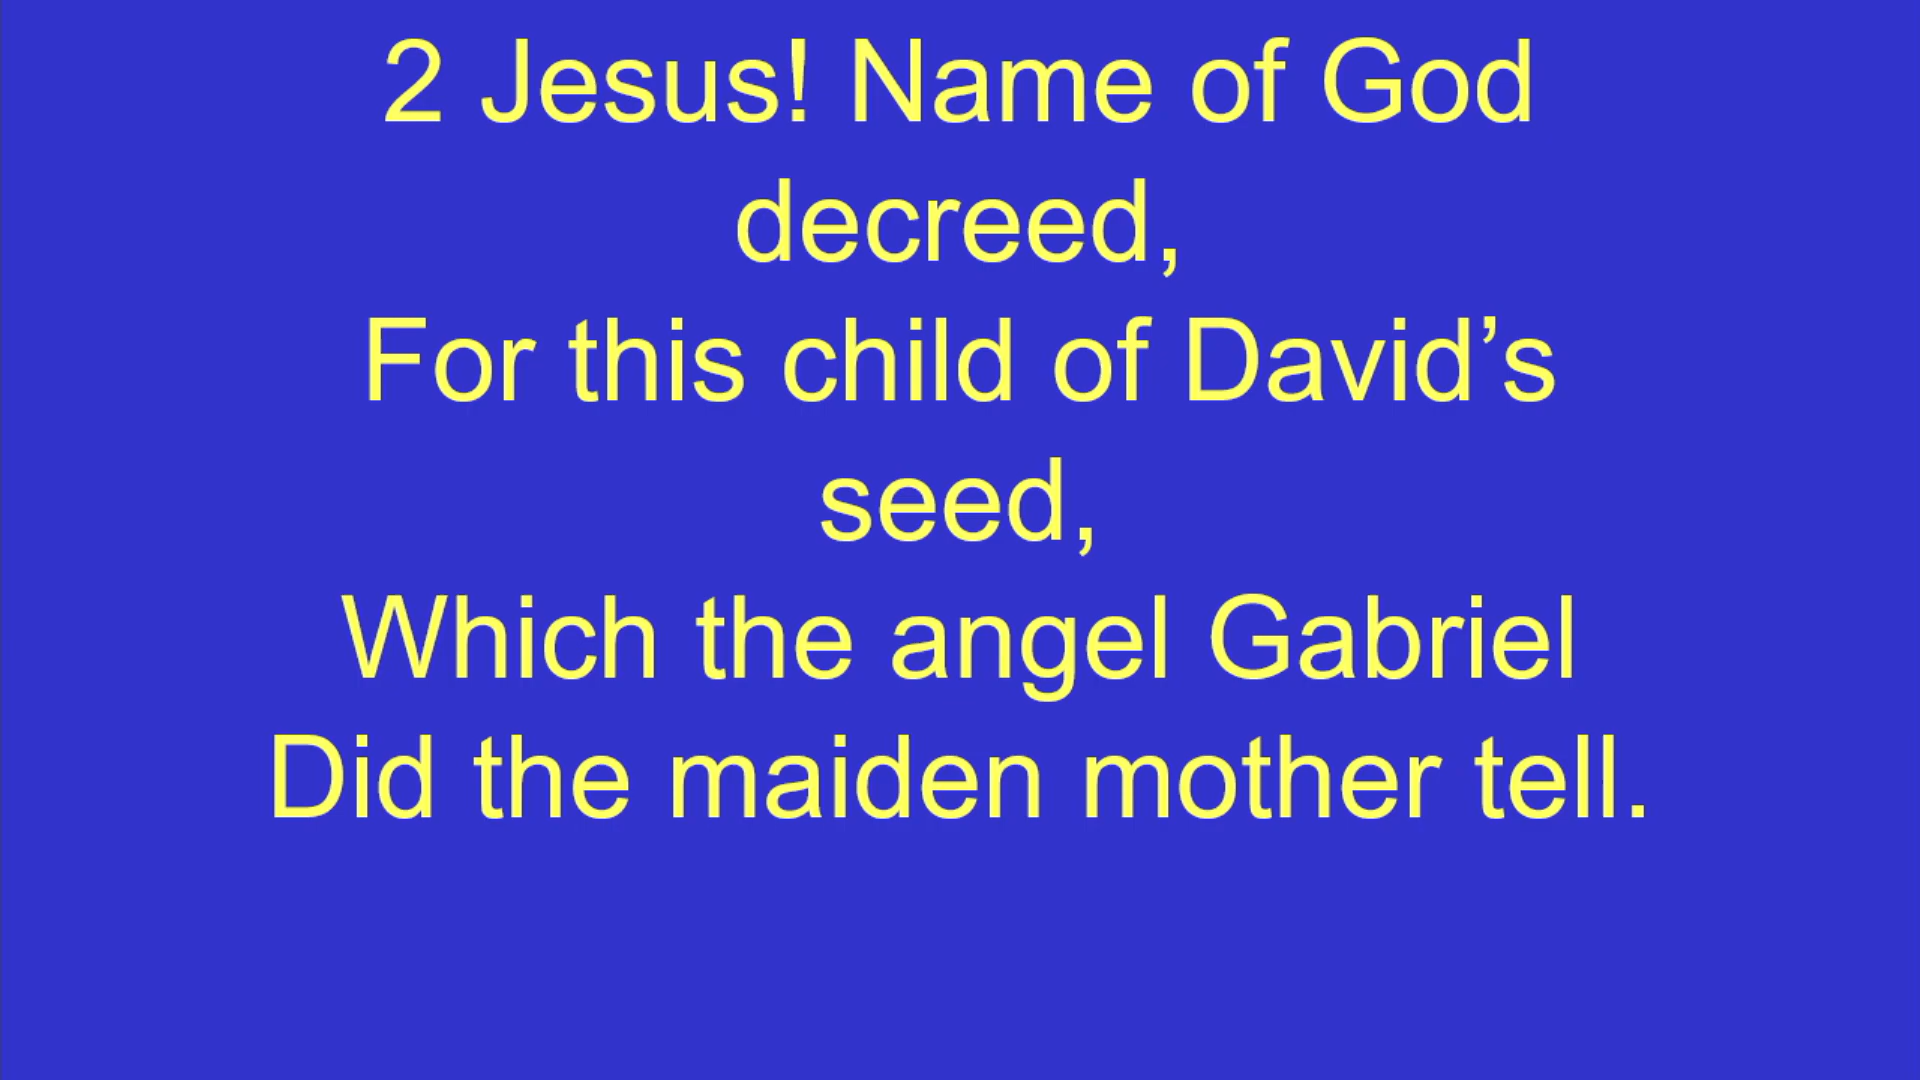 2 Jesus! Name of God
decreed,
For this child of David’s
seed,
Which the angel Gabriel
Did the maiden mother tell.